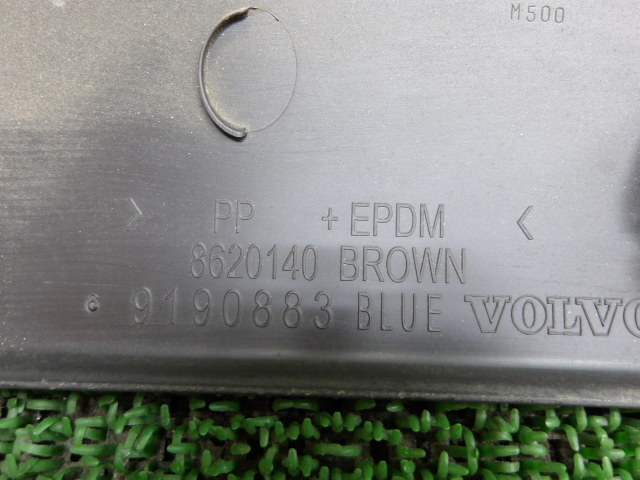 M500
> PP + EPDM <
8620140 BROWN
9190883 BLUE VOLVO